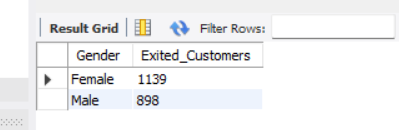 Result Grid Filter Rows:
Gender Exited_Customers
Female 1139
Male 898